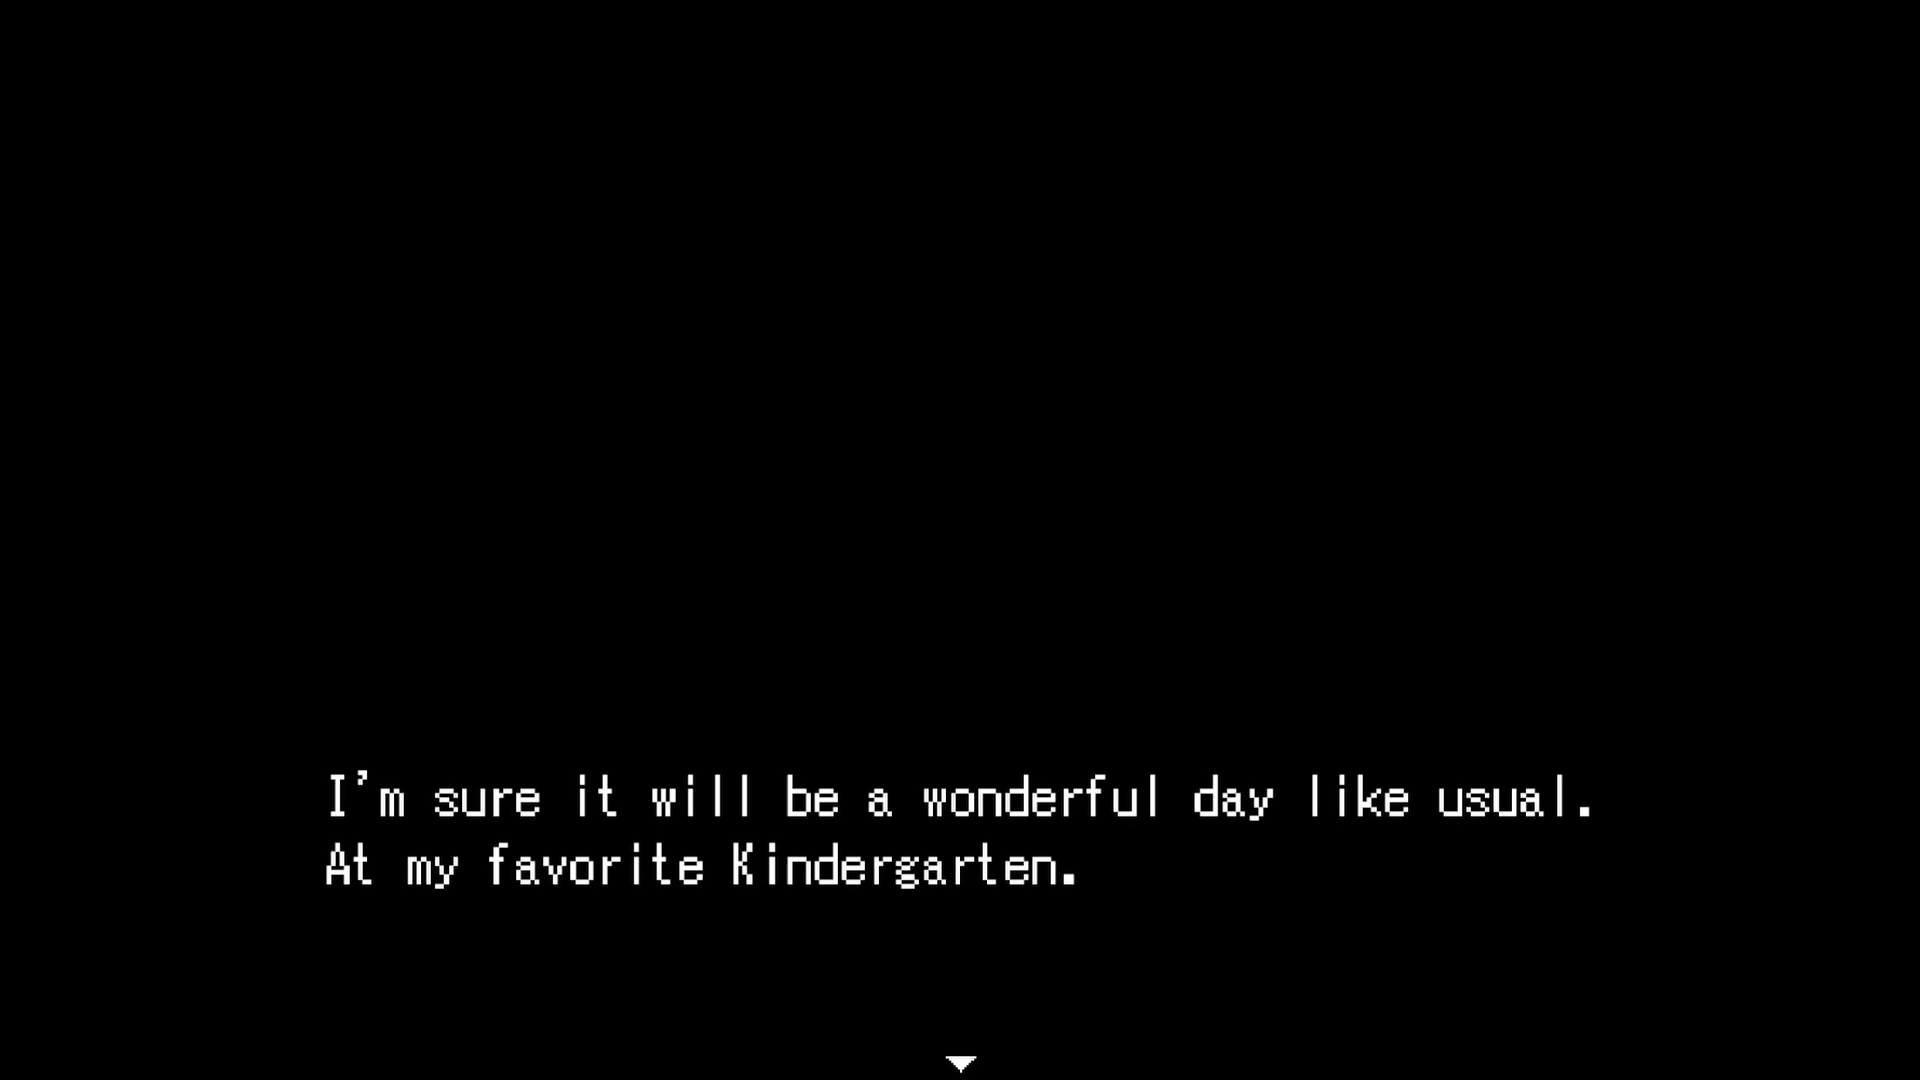 I'm sure it will be a wonderful day like usual.
At my favorite Kindergarten.